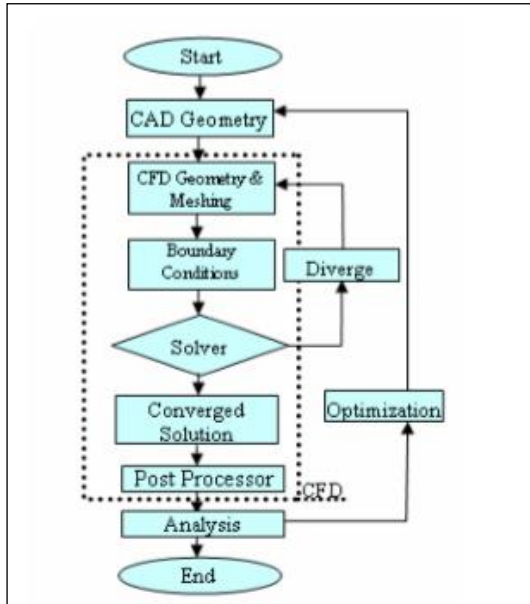 Start
CAD Geometry
CFD Geometry &
Meshing
Boundary
Conditions
Diverge
Solver
Converged
Solution
Optimization
Post Processor
CFD
Analysis
End